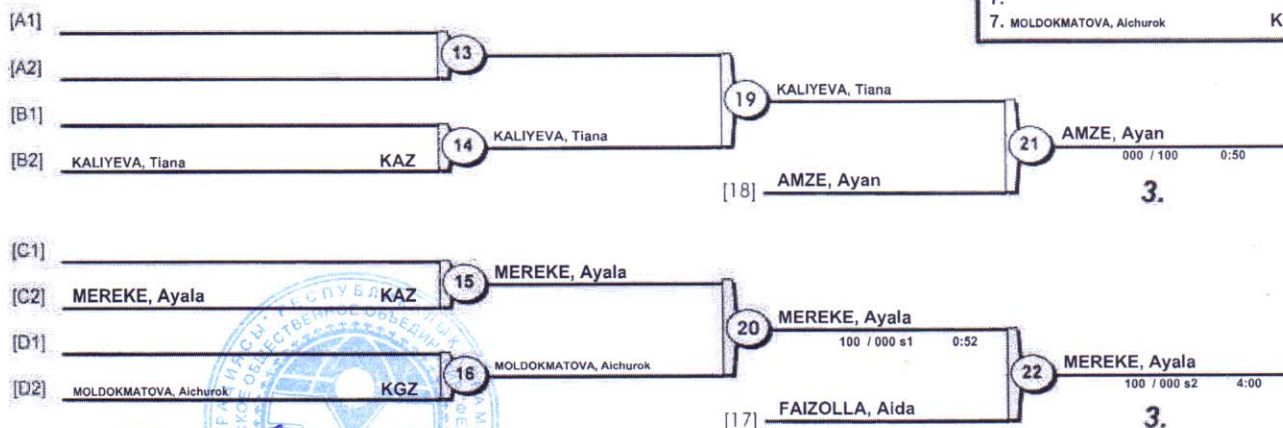 7.
7. MOLDOKMATOVA, Aichurok K
[A1]
13
[A2]
19 KALIYEVA, Tiana
[B1]
14 KALIYEVA, Tiana
21 AMZE, Ayan
000 / 100 0:50
[B2] KALIYEVA, Tiana KAZ
[18] AMZE, Ayan
3.
[C1]
15 MEREKE, Ayala
[C2] MEREKE, Ayala KAZ
20 MEREKE, Ayala
100 / 000 s1 0:52
[D1]
16 MOLDOKMATOVA, Aichurok
22 MEREKE, Ayala
100 / 000 s2 4:00
[D2] MOLDOKMATOVA, Aichurok KGZ
[17] FAIZOLLA, Aida
3.